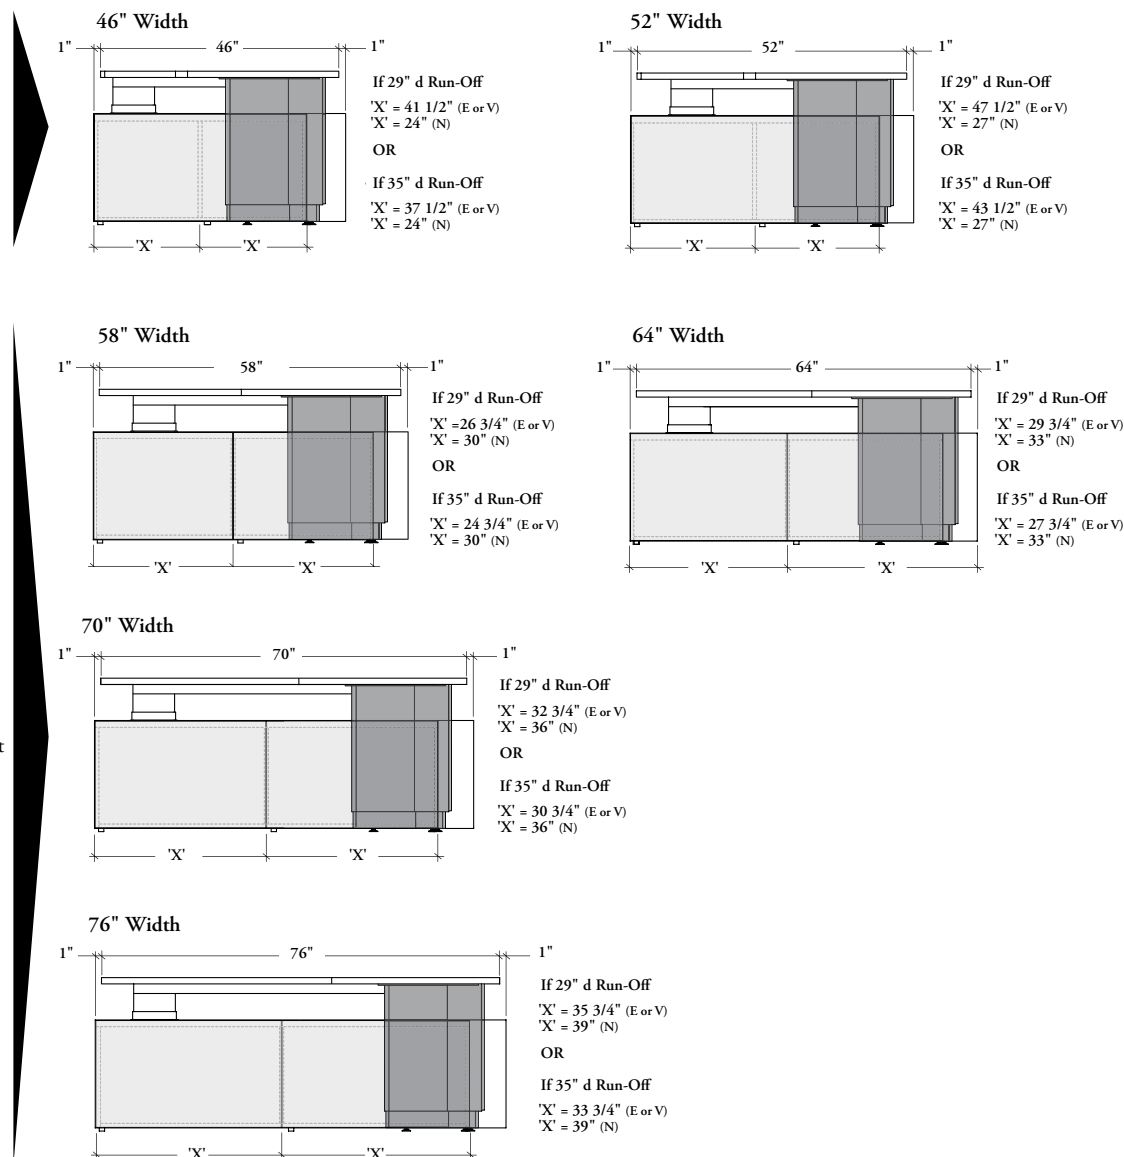 46" Width
1" 46" 1"
If 29" d Run-Off
'X' = 41 1/2" (E or V)
'X' = 24" (N)
OR
If 35" d Run-Off
'X' = 37 1/2" (E or V)
'X' = 24" (N)
'X' 'X'
52" Width
1" 52" 1"
If 29" d Run-Off
'X' = 47 1/2" (E or V)
'X' = 27" (N)
OR
If 35" d Run-Off
'X' = 43 1/2" (E or V)
'X' = 27" (N)
'X' 'X'
58" Width
1" 58" 1"
If 29" d Run-Off
'X' =26 3/4" (E or V)
'X' = 30" (N)
OR
If 35" d Run-Off
'X' = 24 3/4" (E or V)
'X' = 30" (N)
'X' 'X'
64" Width
1" 64" 1"
If 29" d Run-Off
'X' = 29 3/4" (E or V)
'X' = 33" (N)
OR
If 35" d Run-Off
'X' = 27 3/4" (E or V)
'X' = 33" (N)
'X' 'X'
70" Width
1" 70" 1"
If 29" d Run-Off
'X' = 32 3/4" (E or V)
'X' = 36" (N)
t
OR
If 35" d Run-Off
'X' = 30 3/4" (E or V)
'X' = 36" (N)
'X' 'X'
76" Width
1" 76" 1"
If 29" d Run-Off
'X' = 35 3/4" (E or V)
'X' = 39" (N)
OR
If 35" d Run-Off
'X' = 33 3/4" (E or V)
'X' = 39" (N)
'X' 'X'